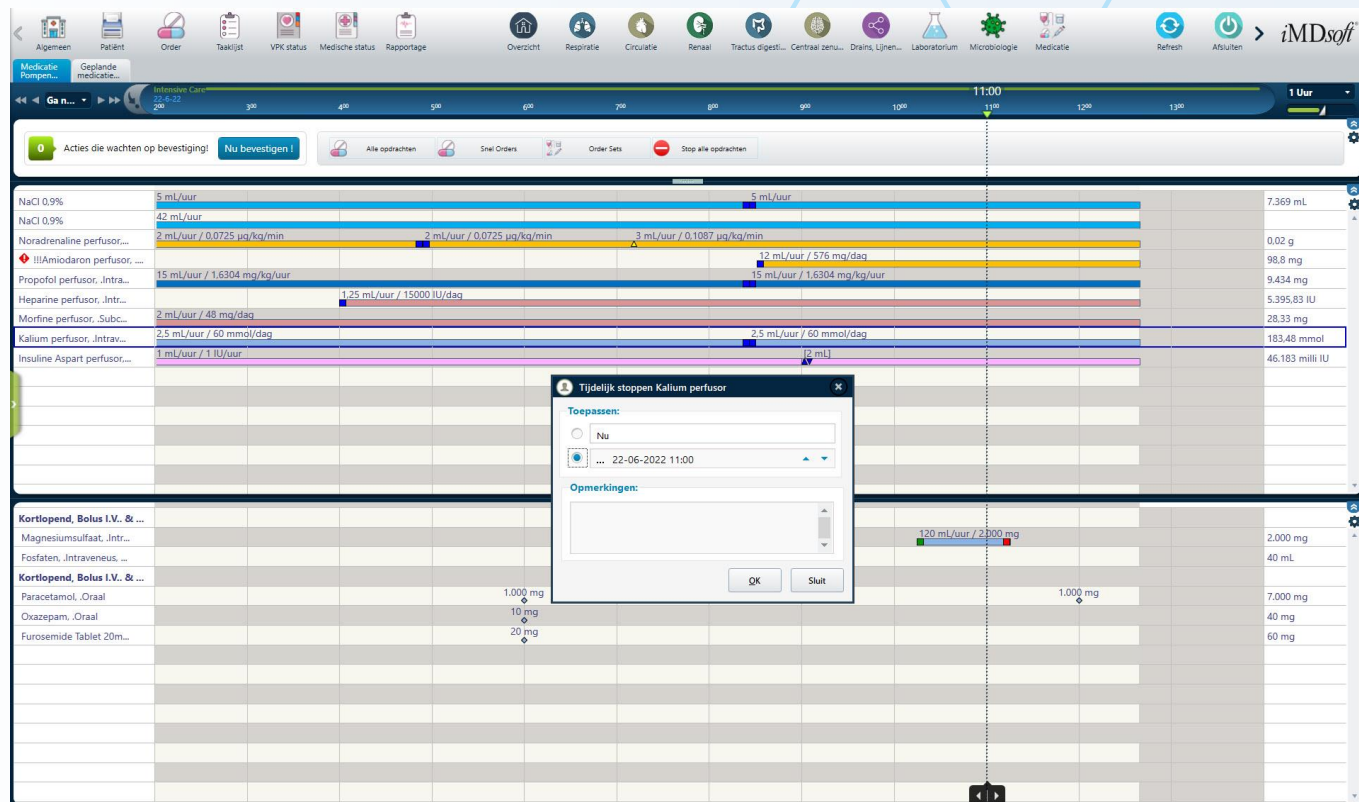 Algemeen Patiënt Order Taaklijst VPK status Medische status Rapportage Overzicht Respiratie Circulatie Renaal Tractus digesti... Centraal zenu... Drains, Lijnen... Laboratorium Microbiologie Medicatie Refresh Afsluiten iMDsoft
Medicatie Pompen... Geplande medicatie...
Intensive Care
11:00
Ga n... 22-6-22 1 Uur
2⁰⁰ 3⁰⁰ 4⁰⁰ 5⁰⁰ 6⁰⁰ 7⁰⁰ 8⁰⁰ 9⁰⁰ 10⁰⁰ 11⁰⁰ 12⁰⁰ 13⁰⁰
0 Acties die wachten op bevestiging! Nu bevestigen ! Alle opdrachten Snel Orders Order Sets Stop alle opdrachten
NaCl 0,9% 5 mL/uur 5 mL/uur 7.369 mL
NaCl 0,9% 42 mL/uur
Noradrenaline perfusor,... 2 mL/uur / 0,0725 µg/kg/min 2 mL/uur / 0,0725 µg/kg/min 3 mL/uur / 0,1087 µg/kg/min 0,02 g
!!!Amiodaron perfusor, ... 12 mL/uur / 576 mg/dag 98,8 mg
Propofol perfusor, .Intra... 15 mL/uur / 1,6304 mg/kg/uur 15 mL/uur / 1,6304 mg/kg/uur 9.434 mg
Heparine perfusor, .Intr... 1,25 mL/uur / 15000 IU/dag 5.395,83 IU
Morfine perfusor, .Subc... 2 mL/uur / 48 mg/dag 28,33 mg
Kalium perfusor, .Intrav... 2,5 mL/uur / 60 mmol/dag 2,5 mL/uur / 60 mmol/dag 183,48 mmol
Insuline Aspart perfusor,... 1 mL/uur / 1 IU/uur [2 mL] 46.183 milli IU
Tijdelijk stoppen Kalium perfusor
Toepassen:
Nu
... 22-06-2022 11:00
Opmerkingen:
OK Sluit
Kortlopend, Bolus I.V.. & ...
Magnesiumsulfaat, .Intr... 120 mL/uur / 2.000 mg 2.000 mg
Fosfaten, .Intraveneus, ... 40 mL
Kortlopend, Bolus I.V.. & ...
Paracetamol, .Oraal 1.000 mg 1.000 mg 7.000 mg
Oxazepam, .Oraal 10 mg 40 mg
Furosemide Tablet 20m... 20 mg 60 mg